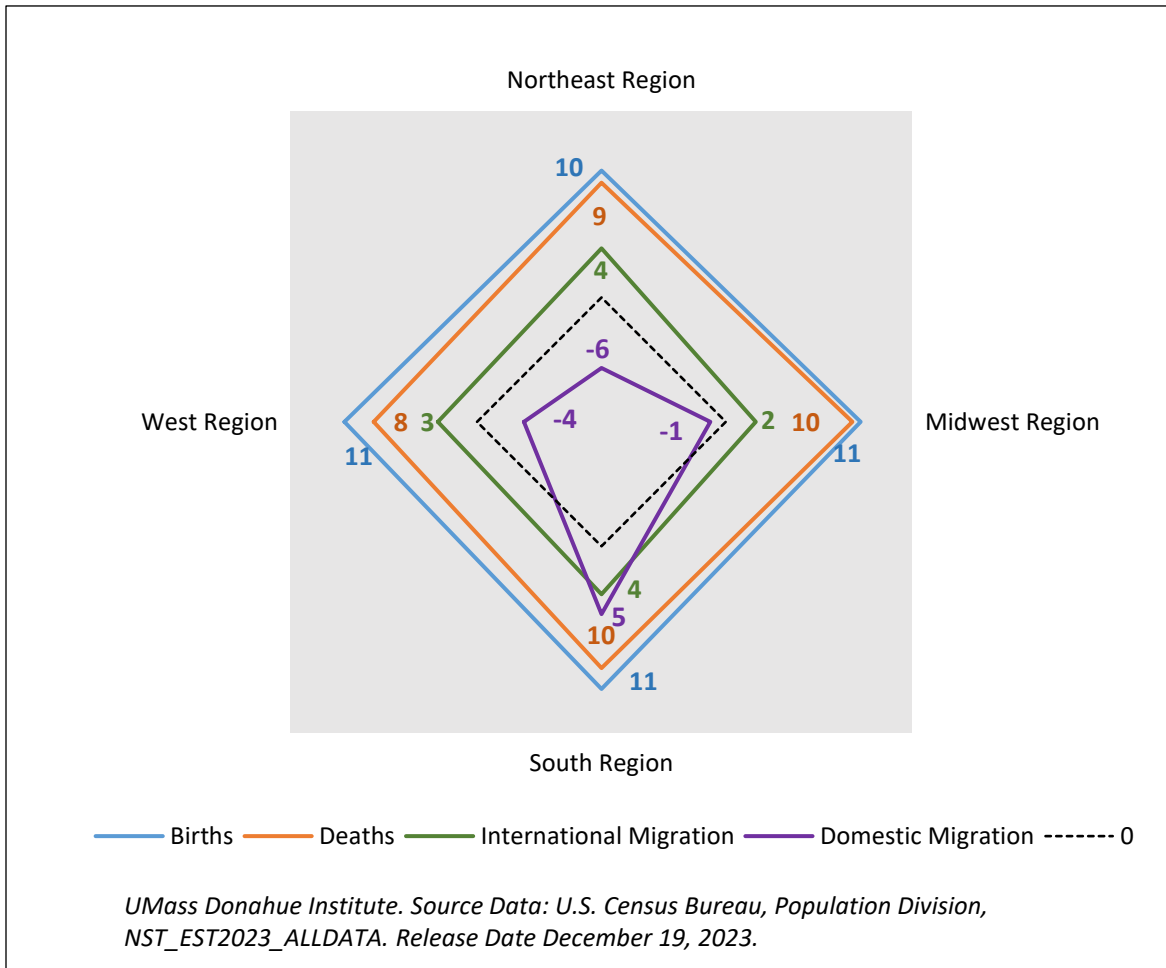 Northeast Region
10
9
4
-6
West Region
8
3
-4
-1
2
10
Midwest Region
11
11
4
5
10
11
South Region
Births
Deaths
International Migration
Domestic Migration
0
UMass Donahue Institute. Source Data: U.S. Census Bureau, Population Division,
NST_EST2023_ALLDATA. Release Date December 19, 2023.